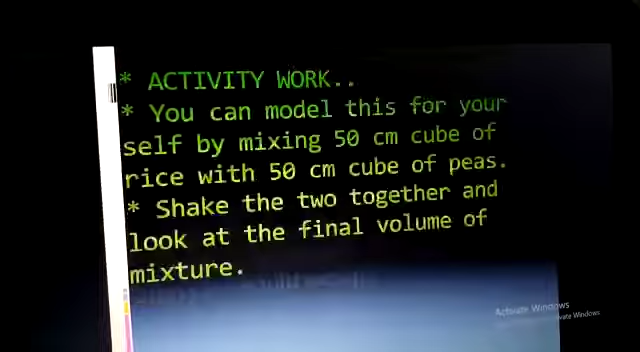 * ACTIVITY WORK..
* You can model this for your
self by mixing 50 cm cube of
rice with 50 cm cube of peas.
* Shake the two together and
look at the final volume of
mixture.
Activate Windows